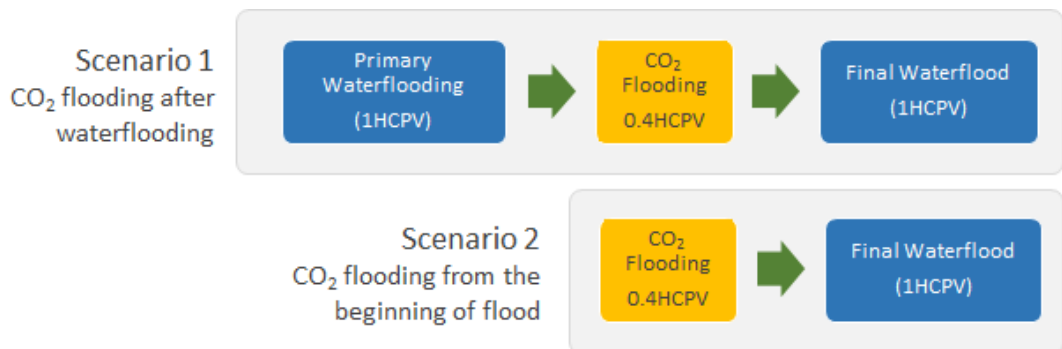 Scenario 1
CO₂ flooding after
waterflooding
Primary
Waterflooding
(1HCPV)
CO₂
Flooding
0.4HCPV
Final Waterflood
(1HCPV)
Scenario 2
CO₂ flooding from the
beginning of flood
CO₂
Flooding
0.4HCPV
Final Waterflood
(1HCPV)